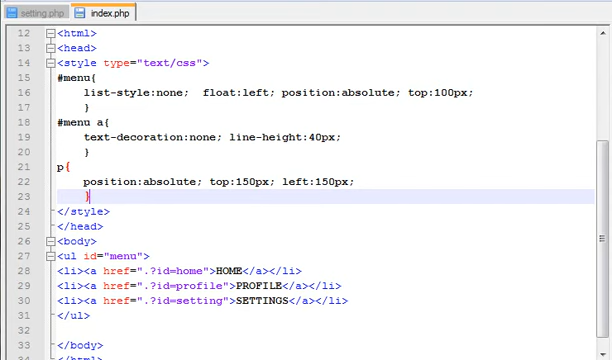 setting.php index.php
12 <html>
13 <head>
14 <style type="text/css">
15 #menu{
16 list-style:none; float:left; position:absolute; top:100px;
17 }
18 #menu a{
19 text-decoration:none; line-height:40px;
20 }
21 p{
22 position:absolute; top:150px; left:150px;
23 }
24 </style>
25 </head>
26 <body>
27 <ul id="menu">
28 <li><a href=".?id=home">HOME</a></li>
29 <li><a href=".?id=profile">PROFILE</a></li>
30 <li><a href=".?id=setting">SETTINGS</a></li>
31 </ul>
32
33 </body>
34 </html>